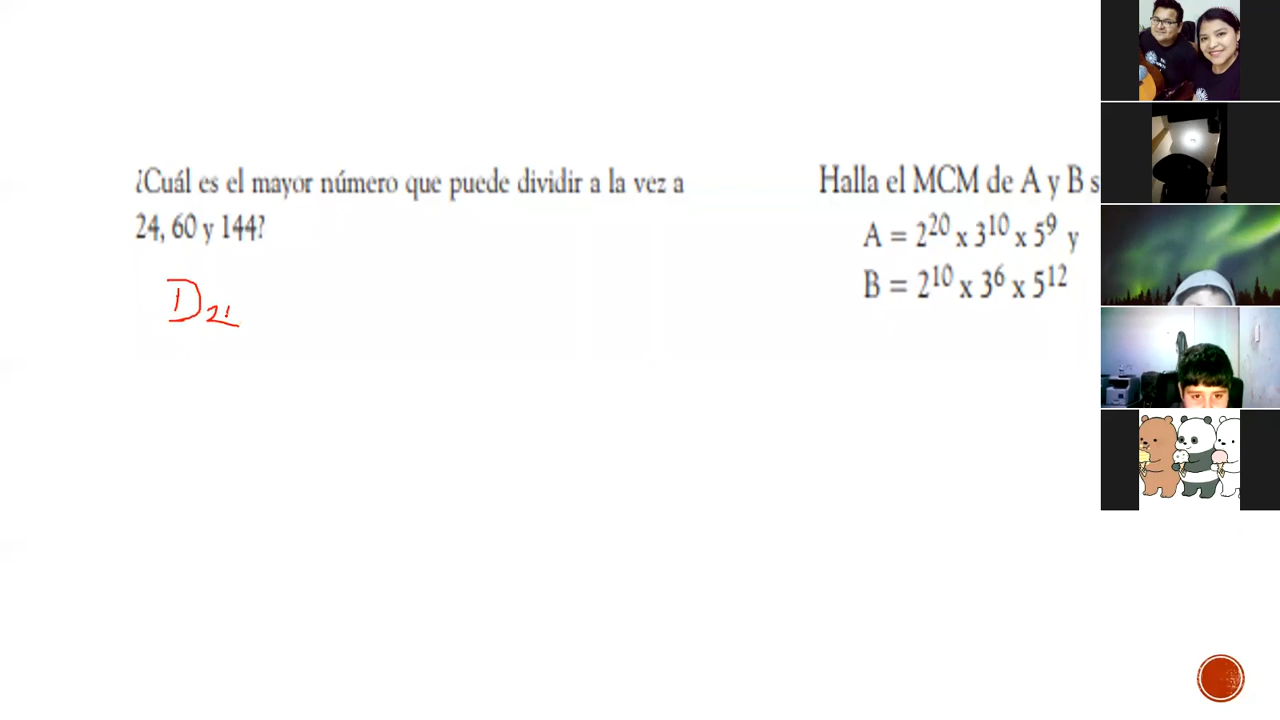 ¿Cuál es el mayor número que puede dividir a la vez a
24, 60 y 144?
D
Halla el MCM de A y B s
A = 2²⁰ x 3¹⁰ x 5⁹ y
B = 2¹⁰ x 3⁶ x 5¹²